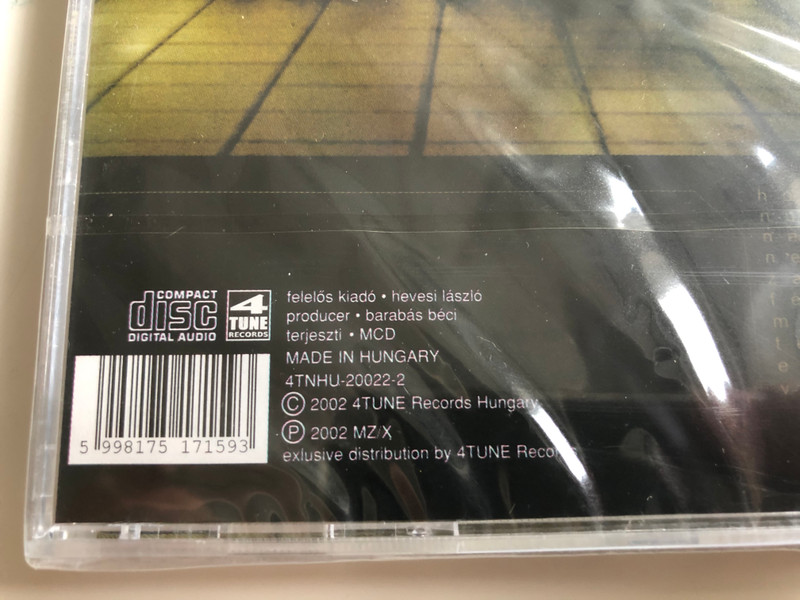 COMPACT
disc
DIGITAL AUDIO
4
TUNE
RECORDS
felelős kiadó • hevesi lászló
producer • barabás béci
terjeszti • MCD
MADE IN HUNGARY
4TNHU-20022-2
© 2002 4TUNE Records Hungary
℗ 2002 MZ/X
exlusive distribution by 4TUNE Records
5 998175 171593